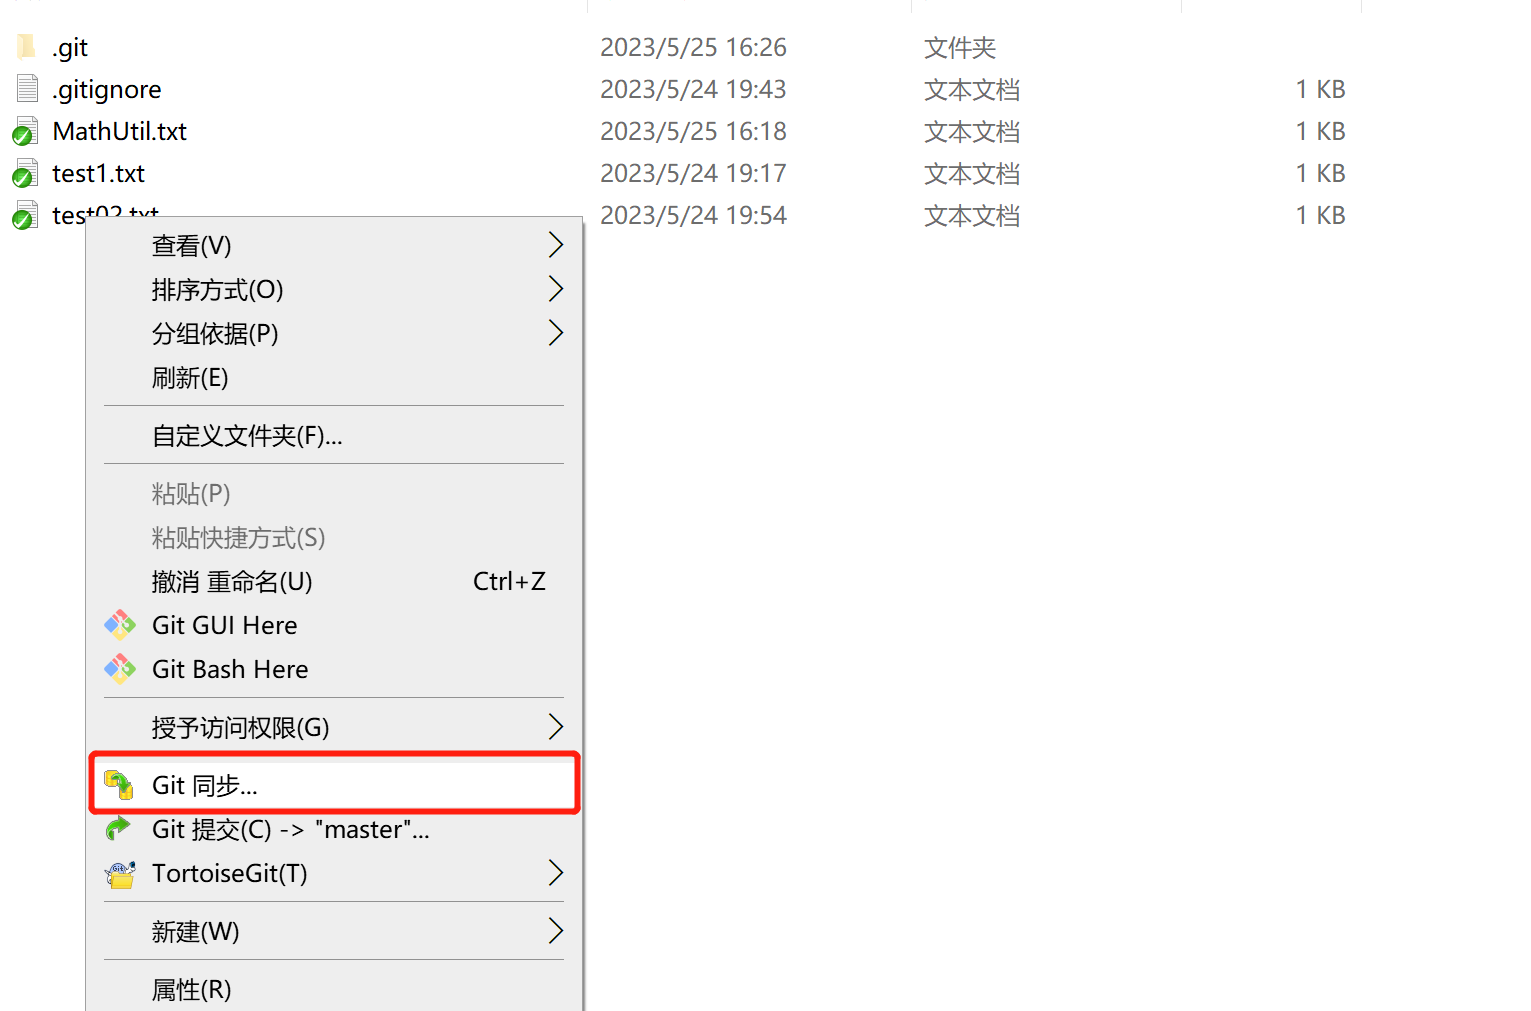 .git 2023/5/25 16:26 文件夹
.gitignore 2023/5/24 19:43 文本文档 1 KB
MathUtil.txt 2023/5/25 16:18 文本文档 1 KB
test1.txt 2023/5/24 19:17 文本文档 1 KB
test02.txt 2023/5/24 19:54 文本文档 1 KB
查看(V)
排序方式(O)
分组依据(P)
刷新(E)
自定义文件夹(F)...
粘贴(P)
粘贴快捷方式(S)
撤消 重命名(U) Ctrl+Z
Git GUI Here
Git Bash Here
授予访问权限(G)
Git 同步...
Git 提交(C) -> "master"...
TortoiseGit(T)
新建(W)
属性(R)